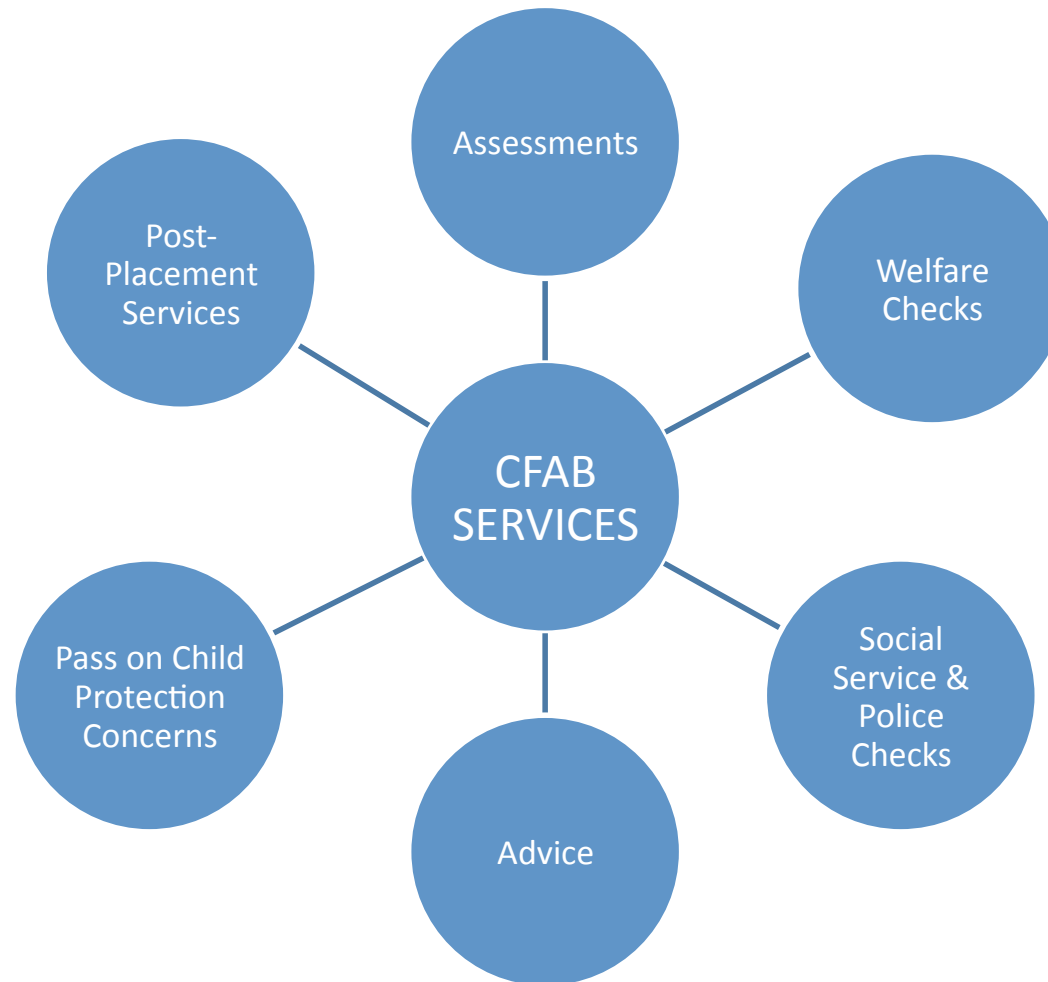 Assessments
Post-
Placement
Services
Welfare
Checks
CFAB
SERVICES
Pass on Child
Protection
Concerns
Social
Service &
Police
Checks
Advice